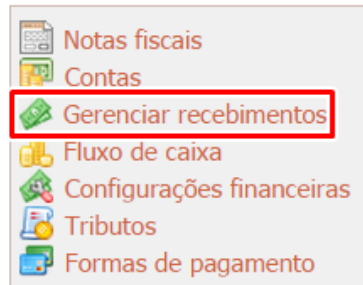 Notas fiscais
Contas
Gerenciar recebimentos
Fluxo de caixa
Configurações financeiras
Tributos
Formas de pagamento